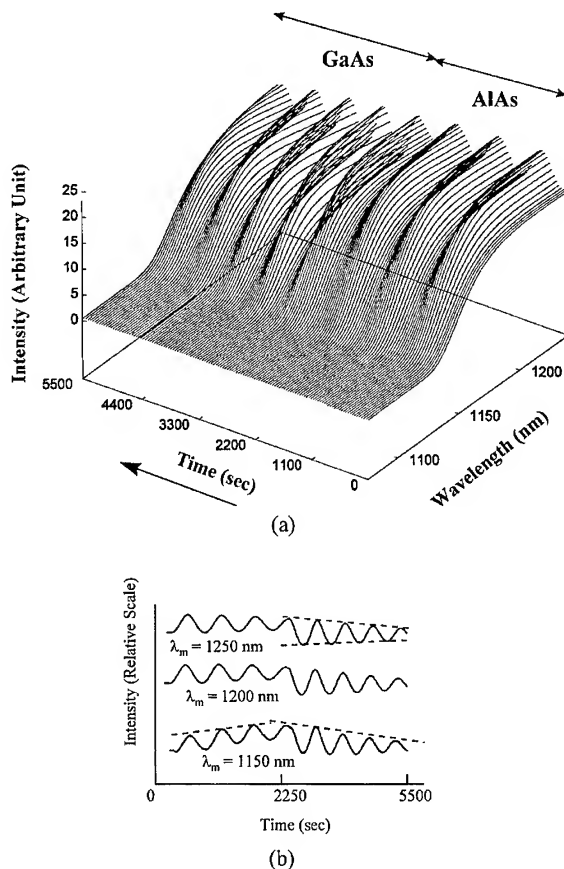 GaAs
AlAs
Intensity (Arbitrary Unit)
25
20
15
10
5
0
5500
4400
3300
2200
1100
0
Time (sec)
1100
1150
1200
Wavelength (nm)
(a)
Intensity (Relative Scale)
λm = 1250 nm
λm = 1200 nm
λm = 1150 nm
0
2250
5500
Time (sec)
(b)